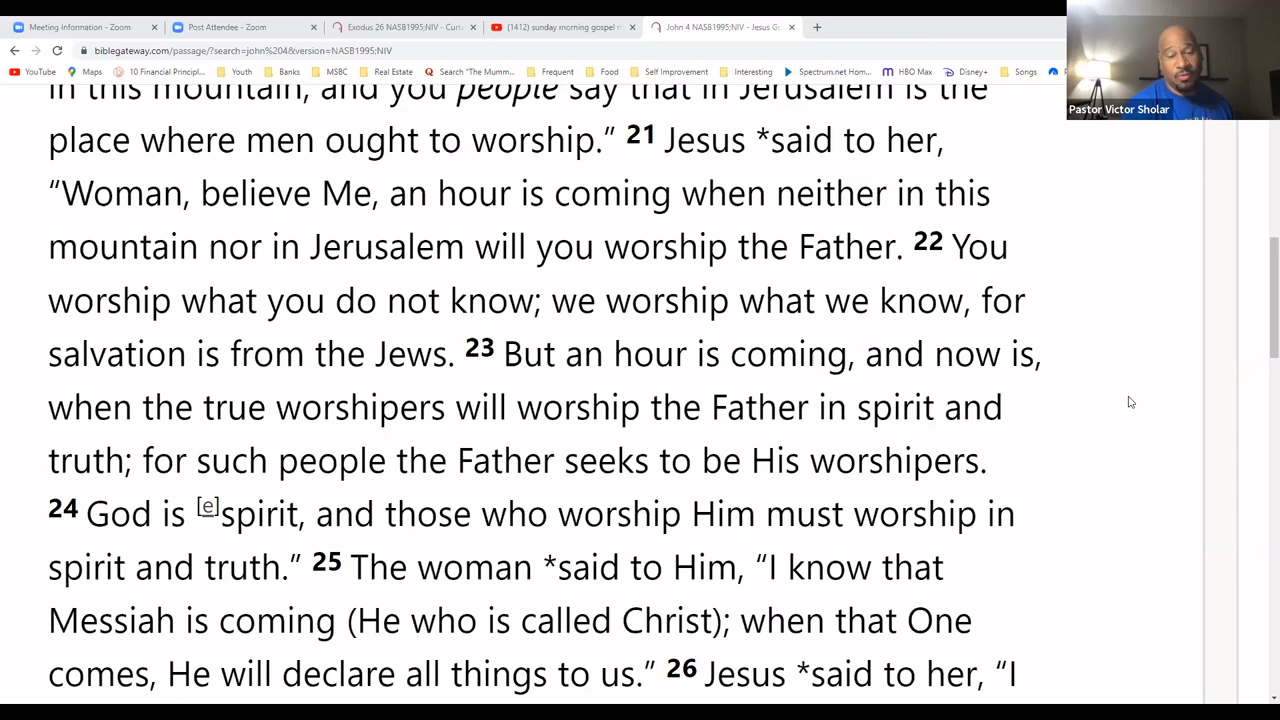 Meeting Information - Zoom
Post Attendee - Zoom
Exodus 26 NASB1995;NIV - Curt
(1412) sunday morning gospel m
John 4 NASB1995;NIV - Jesus Go
biblegateway.com/passage/?search=john%204&version=NASB1995;NIV
YouTube Maps 10 Financial Principl... Youth Banks MSBC Real Estate Search "The Mumm... Frequent Food Self Improvement Interesting Spectrum.net Hom... HBO Max Disney+ Songs
Pastor Victor Sholar
in this mountain, and you people say that in Jerusalem is the
place where men ought to worship.” 21 Jesus *said to her,
“Woman, believe Me, an hour is coming when neither in this
mountain nor in Jerusalem will you worship the Father. 22 You
worship what you do not know; we worship what we know, for
salvation is from the Jews. 23 But an hour is coming, and now is,
when the true worshipers will worship the Father in spirit and
truth; for such people the Father seeks to be His worshipers.
24 God is [e]spirit, and those who worship Him must worship in
spirit and truth.” 25 The woman *said to Him, “I know that
Messiah is coming (He who is called Christ); when that One
comes, He will declare all things to us.” 26 Jesus *said to her, “I